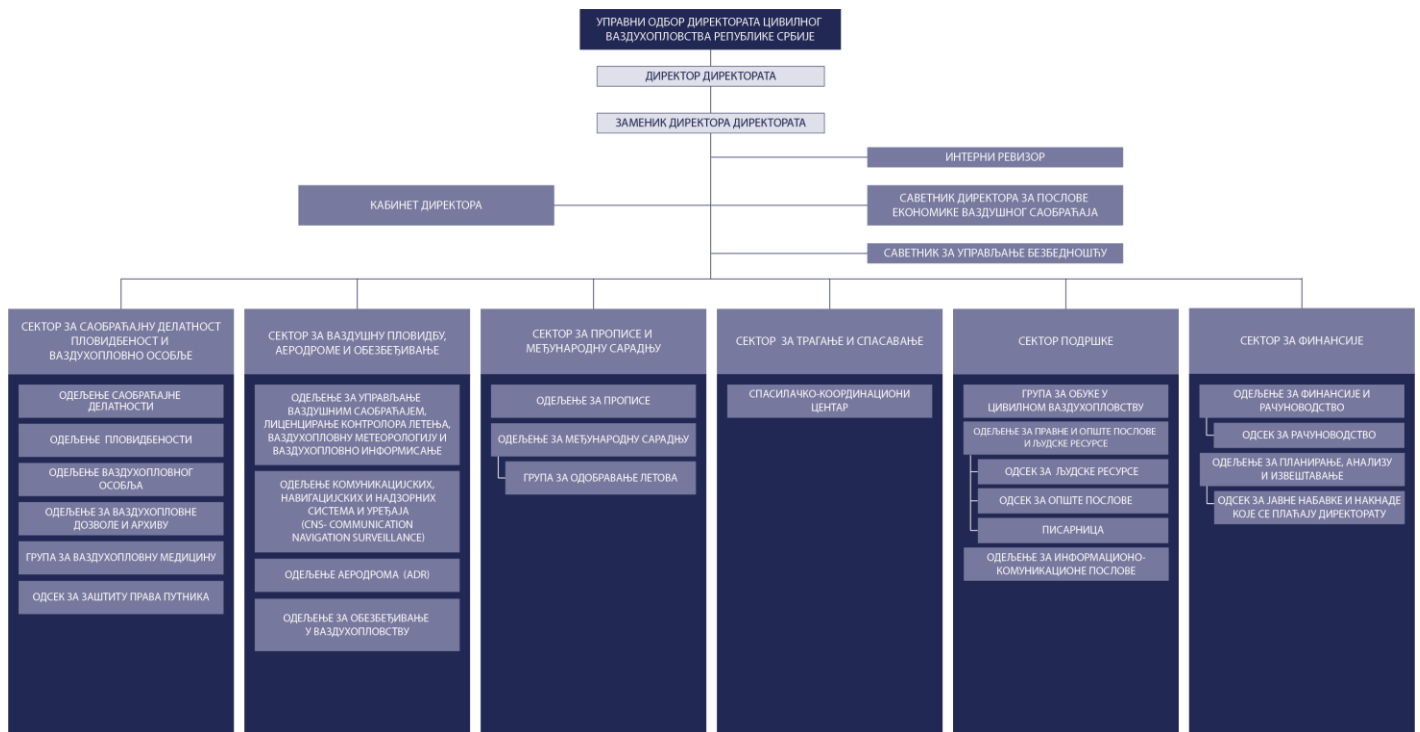 УПРАВНИ ОДБОР ДИРЕКТОРАТА ЦИВИЛНОГ
ВАЗДУХОПЛОВСТВА РЕПУБЛИКЕ СРБИЈЕ
ДИРЕКТОР ДИРЕКТОРАТА
ЗАМЕНИК ДИРЕКТОРА ДИРЕКТОРАТА
ИНТЕРНИ РЕВИЗОР
КАБИНЕТ ДИРЕКТОРА
САВЕТНИК ДИРЕКТОРА ЗА ПОСЛОВЕ
ЕКОНОМИКЕ ВАЗДУШНОГ САОБРАЋАЈА
САВЕТНИК ЗА УПРАВЉАЊЕ БЕЗБЕДНОШЋУ
СЕКТОР ЗА САОБРАЋАЈНУ ДЕЛАТНОСТ
ПЛОВИДБЕНОСТ И
ВАЗДУХОПЛОВНО ОСОБЉЕ
ОДЕЉЕЊЕ САОБРАЋАЈНЕ
ДЕЛАТНОСТИ
ОДЕЉЕЊЕ ПЛОВИДБЕНОСТИ
ОДЕЉЕЊЕ ВАЗДУХОПЛОВНОГ
ОСОБЉА
ОДЕЉЕЊЕ ЗА ВАЗДУХОПЛОВНЕ
ДОЗВОЛЕ И АРХИВУ
ГРУПА ЗА ВАЗДУХОПЛОВНУ МЕДИЦИНУ
ОДСЕК ЗА ЗАШТИТУ ПРАВА ПУТНИКА
СЕКТОР ЗА ВАЗДУШНУ ПЛОВИДБУ,
АЕРОДРОМЕ И ОБЕЗБЕЂИВАЊЕ
ОДЕЉЕЊЕ ЗА УПРАВЉАЊЕ
ВАЗДУШНИМ САОБРАЋАЈЕМ,
ЛИЦЕНЦИРАЊЕ КОНТРОЛОРА ЛЕТЕЊА,
ВАЗДУХОПЛОВНУ МЕТЕОРОЛОГИЈУ И
ВАЗДУХОПЛОВНО ИНФОРМИСАЊЕ
ОДЕЉЕЊЕ КОМУНИКАЦИЈСКИХ,
НАВИГАЦИЈСКИХ И НАДЗОРНИХ
СИСТЕМА И УРЕЂАЈА
(CNS- COMMUNICATION
NAVIGATION SURVEILLANCE)
ОДЕЉЕЊЕ АЕРОДРОМА (ADR)
ОДЕЉЕЊЕ ЗА ОБЕЗБЕЂИВАЊЕ
У ВАЗДУХОПЛОВСТВУ
СЕКТОР ЗА ПРОПИСЕ И
МЕЂУНАРОДНУ САРАДЊУ
ОДЕЉЕЊЕ ЗА ПРОПИСЕ
ОДЕЉЕЊЕ ЗА МЕЂУНАРОДНУ САРАДЊУ
ГРУПА ЗА ОДОБРАВАЊЕ ЛЕТОВА
СЕКТОР ЗА ТРАГАЊЕ И СПАСАВАЊЕ
СПАСИЛАЧКО-КООРДИНАЦИОНИ
ЦЕНТАР
СЕКТОР ПОДРШКЕ
ГРУПА ЗА ОБУКЕ У
ЦИВИЛНОМ ВАЗДУХОПЛОВСТВУ
ОДЕЉЕЊЕ ЗА ПРАВНЕ И ОПШТЕ ПОСЛОВЕ
И ЉУДСКЕ РЕСУРСЕ
ОДСЕК ЗА ЉУДСКЕ РЕСУРСЕ
ОДСЕК ЗА ОПШТЕ ПОСЛОВЕ
ПИСАРНИЦА
ОДЕЉЕЊЕ ЗА ИНФОРМАЦИОНО-
КОМУНИКАЦИОНЕ ПОСЛОВЕ
СЕКТОР ЗА ФИНАНСИЈЕ
ОДЕЉЕЊЕ ЗА ФИНАНСИЈЕ И
РАЧУНОВОДСТВО
ОДСЕК ЗА РАЧУНОВОДСТВО
ОДЕЉЕЊЕ ЗА ПЛАНИРАЊЕ, АНАЛИЗУ
И ИЗВЕШТАВАЊЕ
ОДСЕК ЗА ЈАВНЕ НАБАВКЕ И НАКНАДЕ
КОЈЕ СЕ ПЛАЋАЈУ ДИРЕКТОРАТУ